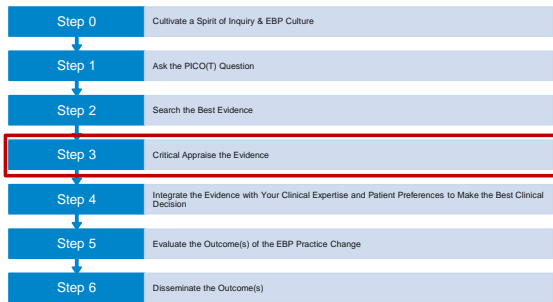 Step 0
Cultivate a Spirit of Inquiry & EBP Culture
Step 1
Ask the PICO(T) Question
Step 2
Search the Best Evidence
Step 3
Critical Appraise the Evidence
Step 4
Integrate the Evidence with Your Clinical Expertise and Patient Preferences to Make the Best Clinical
Decision
Step 5
Evaluate the Outcome(s) of the EBP Practice Change
Step 6
Disseminate the Outcome(s)